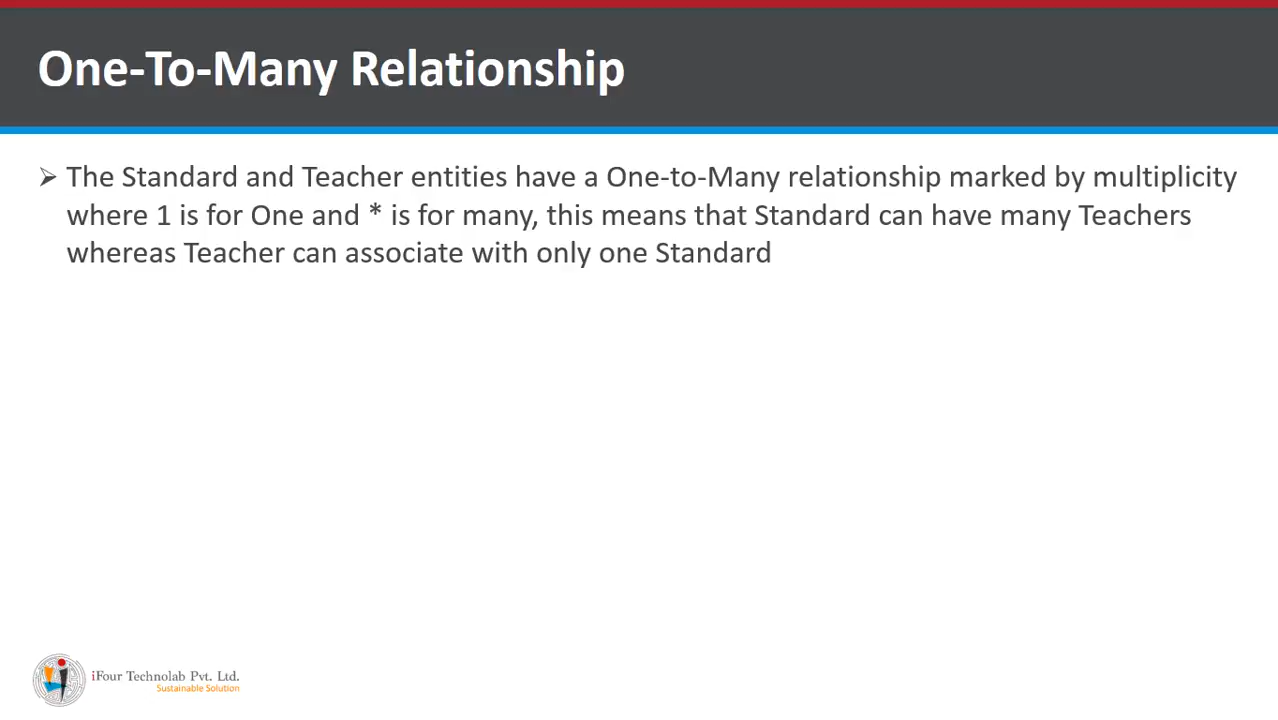 One-To-Many Relationship
➢ The Standard and Teacher entities have a One-to-Many relationship marked by multiplicity
where 1 is for One and * is for many, this means that Standard can have many Teachers
whereas Teacher can associate with only one Standard
iFour Technolab Pvt. Ltd.
Sustainable Solution